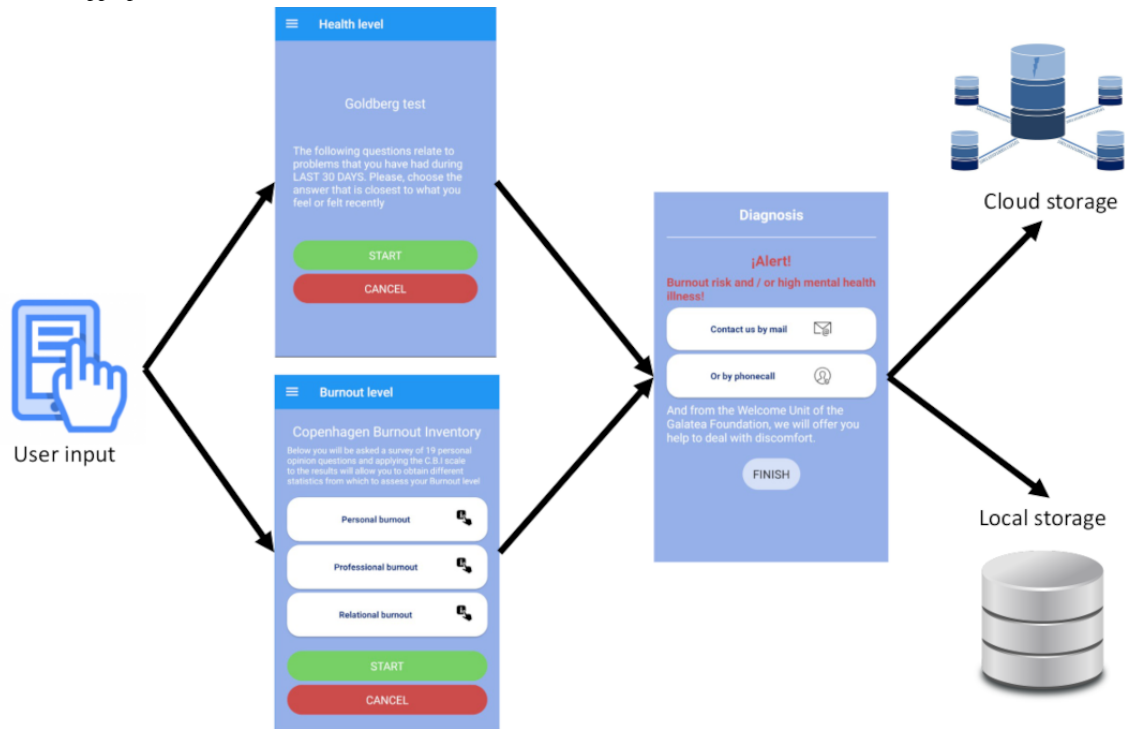 Health level
Goldberg test
The following questions relate to
problems that you have had during
LAST 30 DAYS. Please, choose the
answer that is closest to what you
feel or felt recently
START
CANCEL
User input
Burnout level
Copenhagen Burnout Inventory
Below you will be asked a survey of 19 personal
opinion questions and applying the C.B.I scale
to the results will allow you to obtain different
statistics from which to assess your Burnout level
Personal burnout
Professional burnout
Relational burnout
START
CANCEL
Diagnosis
¡Alert!
Burnout risk and / or high mental health
illness!
Contact us by mail
Or by phonecall
And from the Welcome Unit of the
Galatea Foundation, we will offer you
help to deal with discomfort.
FINISH
Cloud storage
Local storage